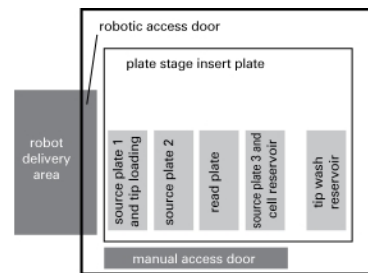 robotic access door
plate stage insert plate
robot
delivery
area
source plate 1
and tip loading
source plate 2
read plate
source plate 3 and
cell reservoir
tip wash
reservoir
manual access door